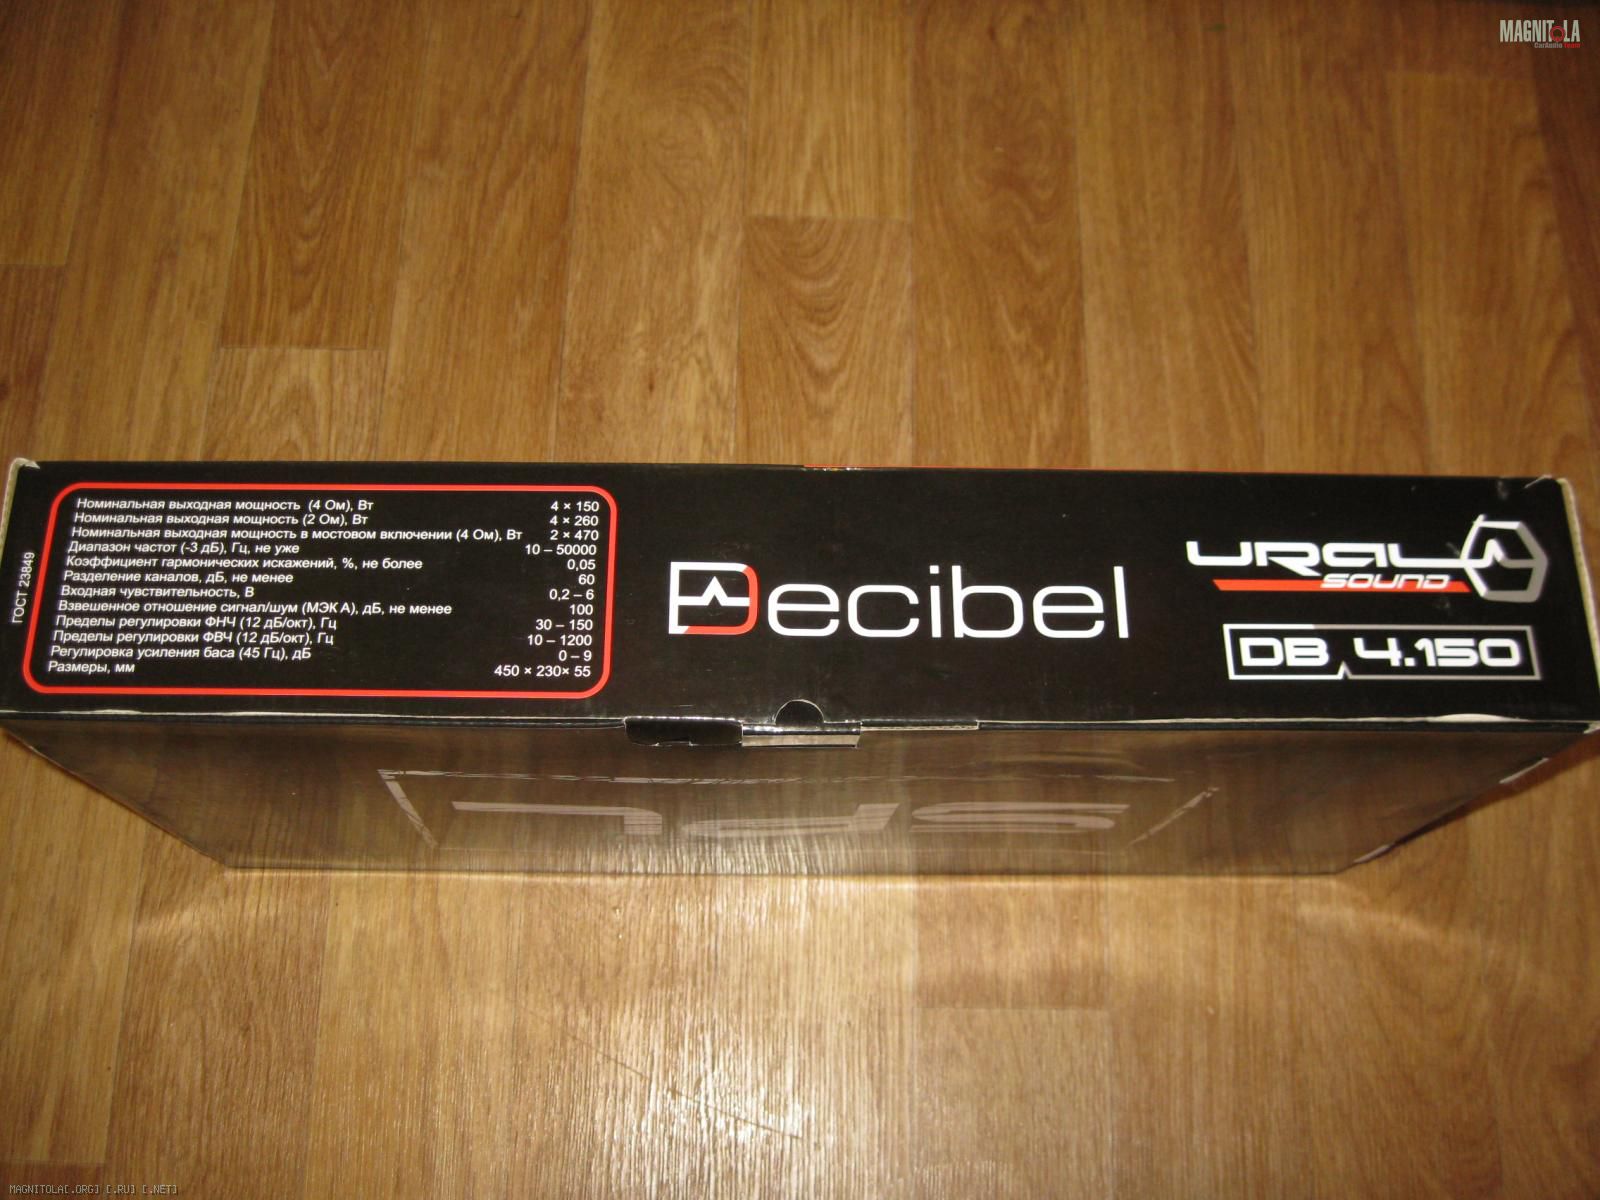 MAGNITOLA
CarAudio Team
ГОСТ 23849
Номинальная выходная мощность (4 Ом), Вт 4 × 150
Номинальная выходная мощность (2 Ом), Вт 4 × 260
Номинальная выходная мощность в мостовом включении (4 Ом), Вт 2 × 470
Диапазон частот (-3 дБ), Гц, не уже 10 – 50000
Коэффициент гармонических искажений, %, не более 0,05
Разделение каналов, дБ, не менее 60
Входная чувствительность, В 0,2 – 6
Взвешенное отношение сигнал/шум (МЭК А), дБ, не менее 100
Пределы регулировки ФНЧ (12 дБ/окт), Гц 30 – 150
Пределы регулировки ФВЧ (12 дБ/окт), Гц 10 – 1200
Регулировка усиления баса (45 Гц), дБ 0 – 9
Размеры, мм 450 × 230× 55
Decibel
URAL
SOUND
DB 4.150
MAGNITOLA[.ORG] [.RU] [.NET]